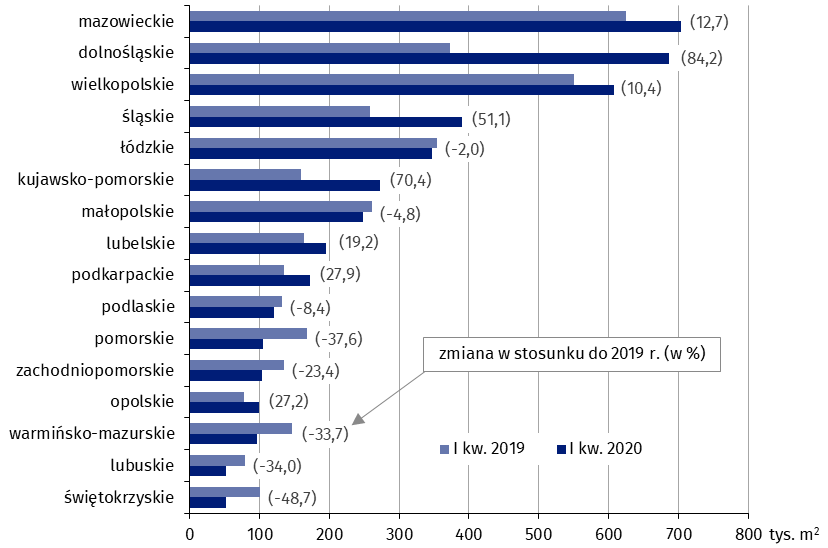 mazowieckie (12,7)
dolnośląskie (84,2)
wielkopolskie (10,4)
śląskie (51,1)
łódzkie (-2,0)
kujawsko-pomorskie (70,4)
małopolskie (-4,8)
lubelskie (19,2)
podkarpackie (27,9)
podlaskie (-8,4)
pomorskie (-37,6)
zmiana w stosunku do 2019 r. (w %)
zachodniopomorskie (-23,4)
opolskie (27,2)
warmińsko-mazurskie (-33,7)
I kw. 2019 I kw. 2020
lubuskie (-34,0)
świętokrzyskie (-48,7)
0 100 200 300 400 500 600 700 800 tys. m²